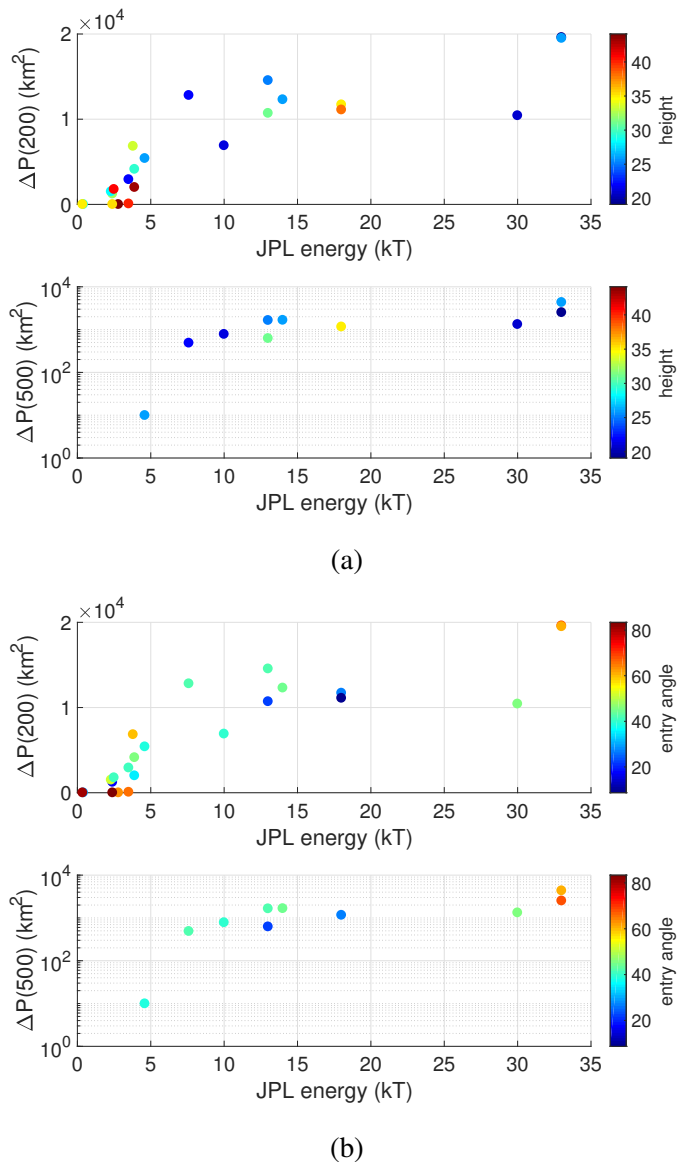 ×10⁴
2
1
0
ΔP(200) (km²)
0 5 10 15 20 25 30 35
JPL energy (kT)
40
35
30
25
20
height
10⁴
10²
10⁰
ΔP(500) (km²)
0 5 10 15 20 25 30 35
JPL energy (kT)
40
35
30
25
20
height
(a)
×10⁴
2
1
0
ΔP(200) (km²)
0 5 10 15 20 25 30 35
JPL energy (kT)
80
60
40
20
entry angle
10⁴
10²
10⁰
ΔP(500) (km²)
0 5 10 15 20 25 30 35
JPL energy (kT)
80
60
40
20
entry angle
(b)